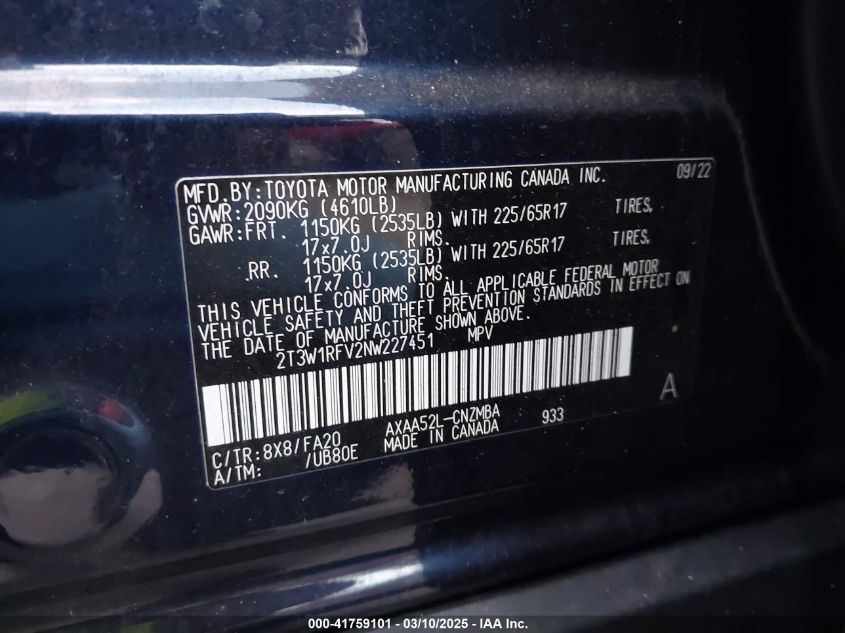 MFD. BY: TOYOTA MOTOR MANUFACTURING CANADA INC. 09/22
GVWR: 2090KG (4610LB)
GAWR: FRT. 1150KG (2535LB) WITH 225/65R17 TIRES,
17x7.0J RIMS.
RR. 1150KG (2535LB) WITH 225/65R17 TIRES,
17x7.0J RIMS.
THIS VEHICLE CONFORMS TO ALL APPLICABLE FEDERAL MOTOR
VEHICLE SAFETY AND THEFT PREVENTION STANDARDS IN EFFECT ON
THE DATE OF MANUFACTURE SHOWN ABOVE.
2T3W1RFV2NW227451 MPV
A
C/TR: 8X8/FA20 AXAA52L-CNZMBA 933
A/TM: /UB80E MADE IN CANADA
000-41759101 - 03/10/2025 - IAA Inc.